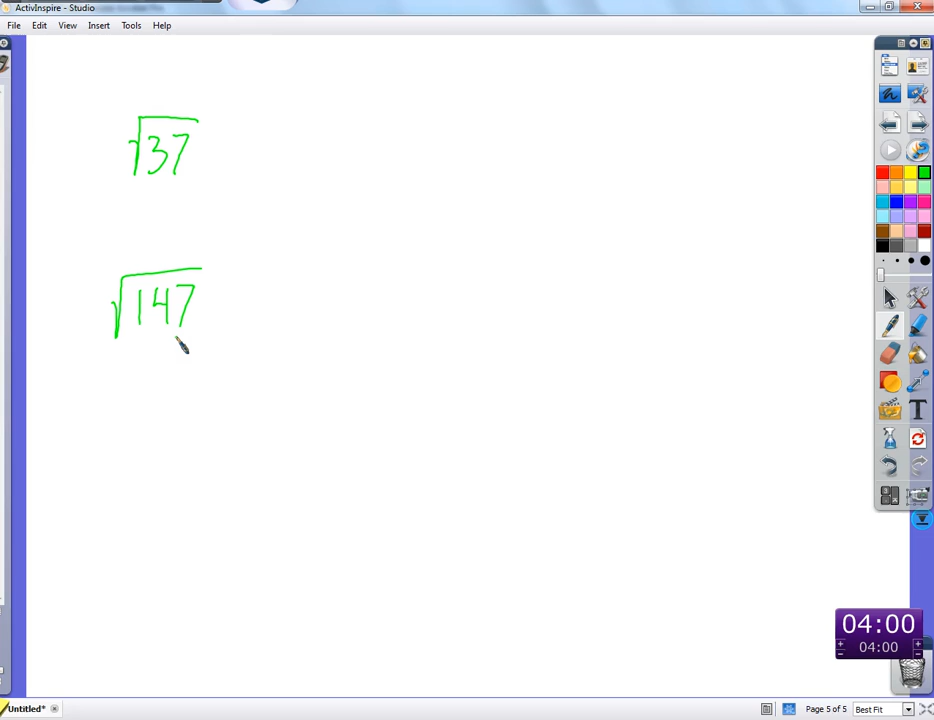 ActivInspire - Studio
File Edit View Insert Tools Help
√37
√147
T
04:00
04:00
Untitled*
Page 5 of 5
Best Fit